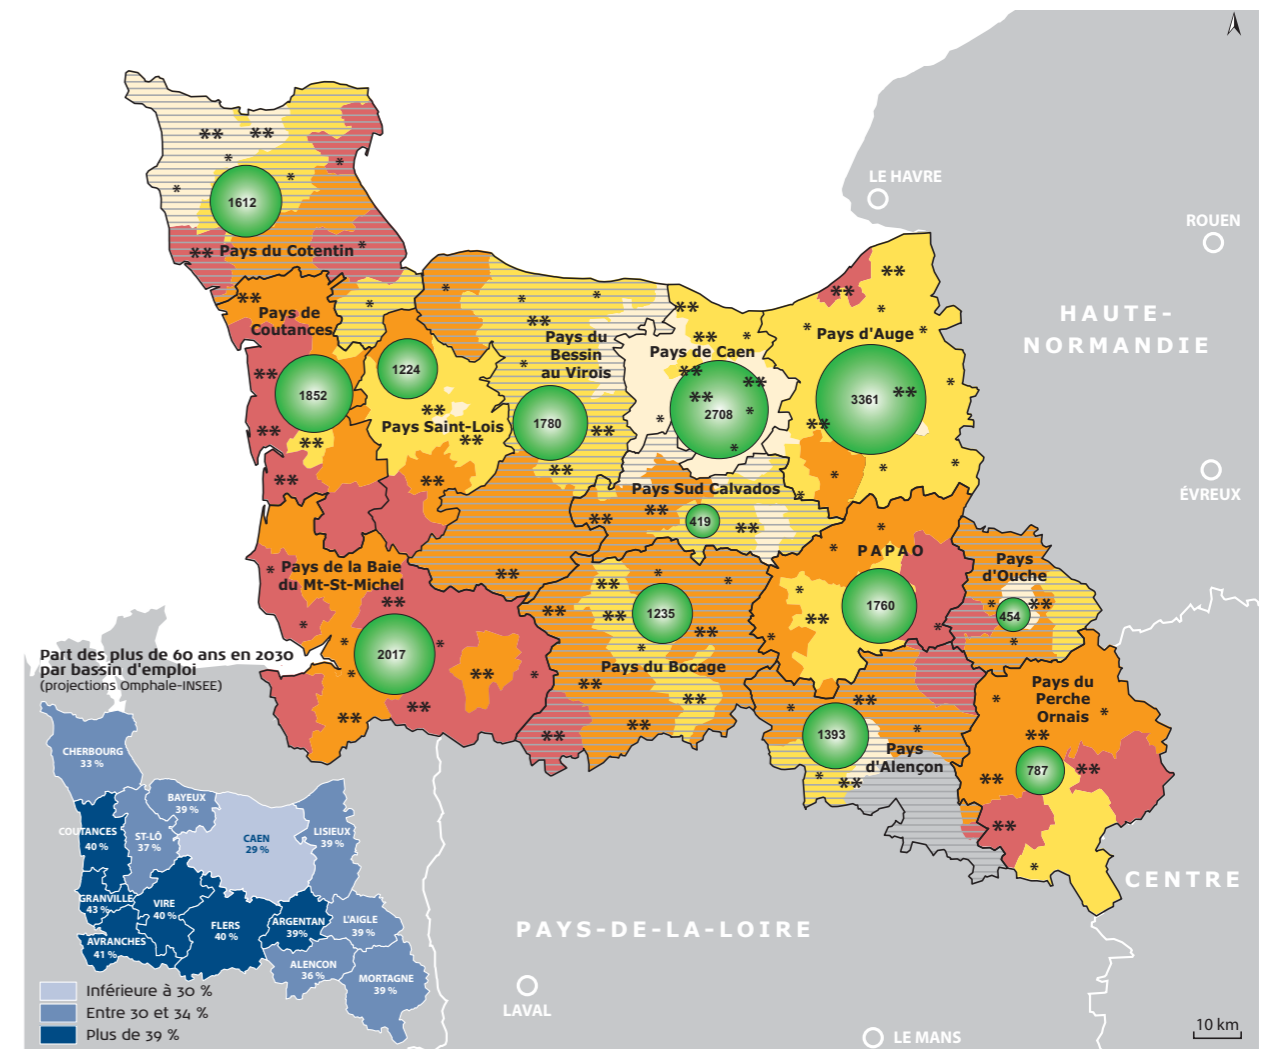 LE HAVRE
ROUEN
1612
Pays du Cotentin
HAUTE-
NORMANDIE
Pays de
Coutances
Pays du
Bessin
au Virois
Pays de Caen
Pays d'Auge
1224
1852
1780
2708
3361
Pays Saint-Lois
ÉVREUX
Pays Sud Calvados
419
PAPAO
Pays
d'Ouche
Pays de la Baie
du Mt-St-Michel
1235
1760
454
2017
Pays du Bocage
Pays du
Perche
Ornais
1393
Pays
d'Alençon
787
CENTRE
PAYS-DE-LA-LOIRE
LAVAL
LE MANS
10 km
Part des plus de 60 ans en 2030
par bassin d'emploi
(projections Omphale-INSEE)
CHERBOURG
33 %
BAYEUX
39 %
COUTANCES
40 %
ST-LÔ
37 %
CAEN
29 %
LISIEUX
39 %
GRANVILLE
43 %
VIRE
40 %
FLERS
40 %
ARGENTAN
39%
L'AIGLE
39 %
AVRANCHES
41 %
ALENCON
36 %
MORTAGNE
39 %
Inférieure à 30 %
Entre 30 et 34 %
Plus de 39 %